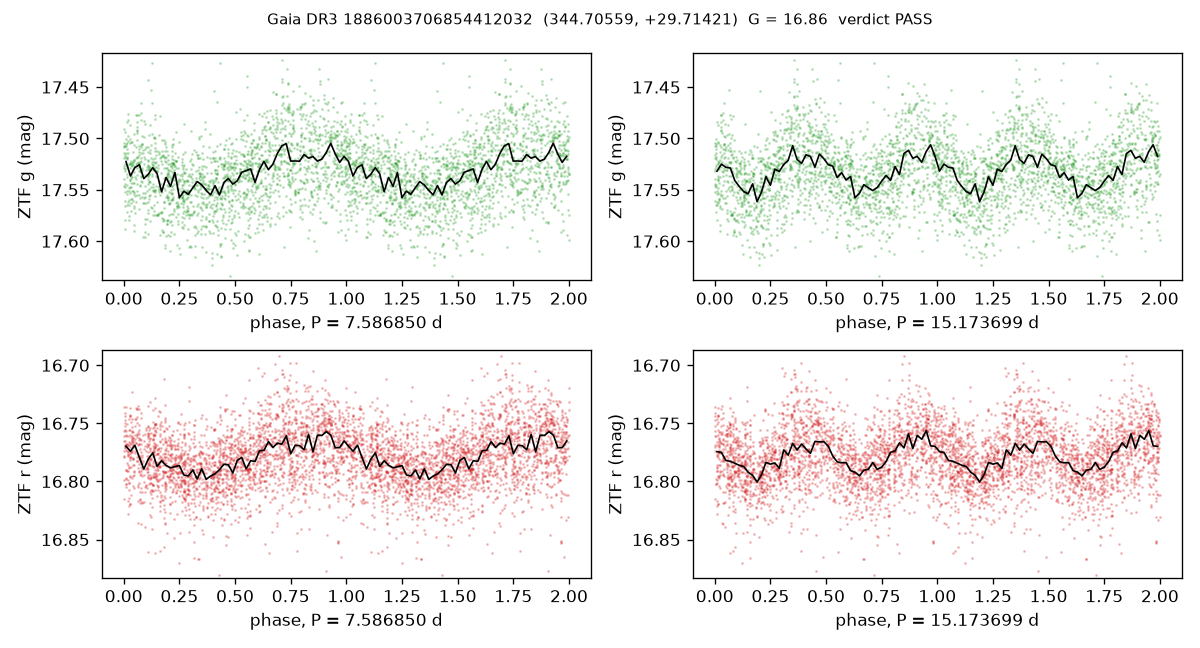 Gaia DR3 1886003706854412032 (344.70559, +29.71421) G = 16.86 verdict PASS
ZTF g (mag)
17.45
17.50
17.55
17.60
0.00 0.25 0.50 0.75 1.00 1.25 1.50 1.75 2.00
phase, P = 7.586850 d
ZTF g (mag)
17.45
17.50
17.55
17.60
0.00 0.25 0.50 0.75 1.00 1.25 1.50 1.75 2.00
phase, P = 15.173699 d
ZTF r (mag)
16.70
16.75
16.80
16.85
0.00 0.25 0.50 0.75 1.00 1.25 1.50 1.75 2.00
phase, P = 7.586850 d
ZTF r (mag)
16.70
16.75
16.80
16.85
0.00 0.25 0.50 0.75 1.00 1.25 1.50 1.75 2.00
phase, P = 15.173699 d